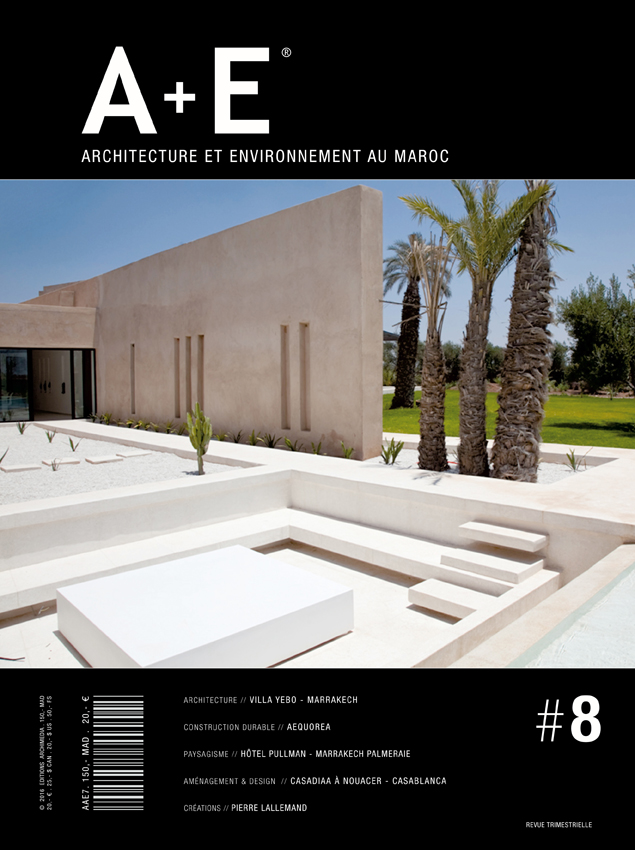 A+E®
ARCHITECTURE ET ENVIRONNEMENT AU MAROC
ARCHITECTURE // VILLA YEBO - MARRAKECH
CONSTRUCTION DURABLE // AEQUOREA
PAYSAGISME // HÔTEL PULLMAN - MARRAKECH PALMERAIE
AMÉNAGEMENT & DESIGN // CASADIAA À NOUACER - CASABLANCA
CRÉATIONS // PIERRE LALLEMAND
#8
REVUE TRIMESTRIELLE
© 2016 EDITIONS ARCHIMEDIA . 150,- MAD
20,- € . 25,- $ CAN . 20,- $ US . 50,- FS
AAE7. 150,- MAD . 20,- €